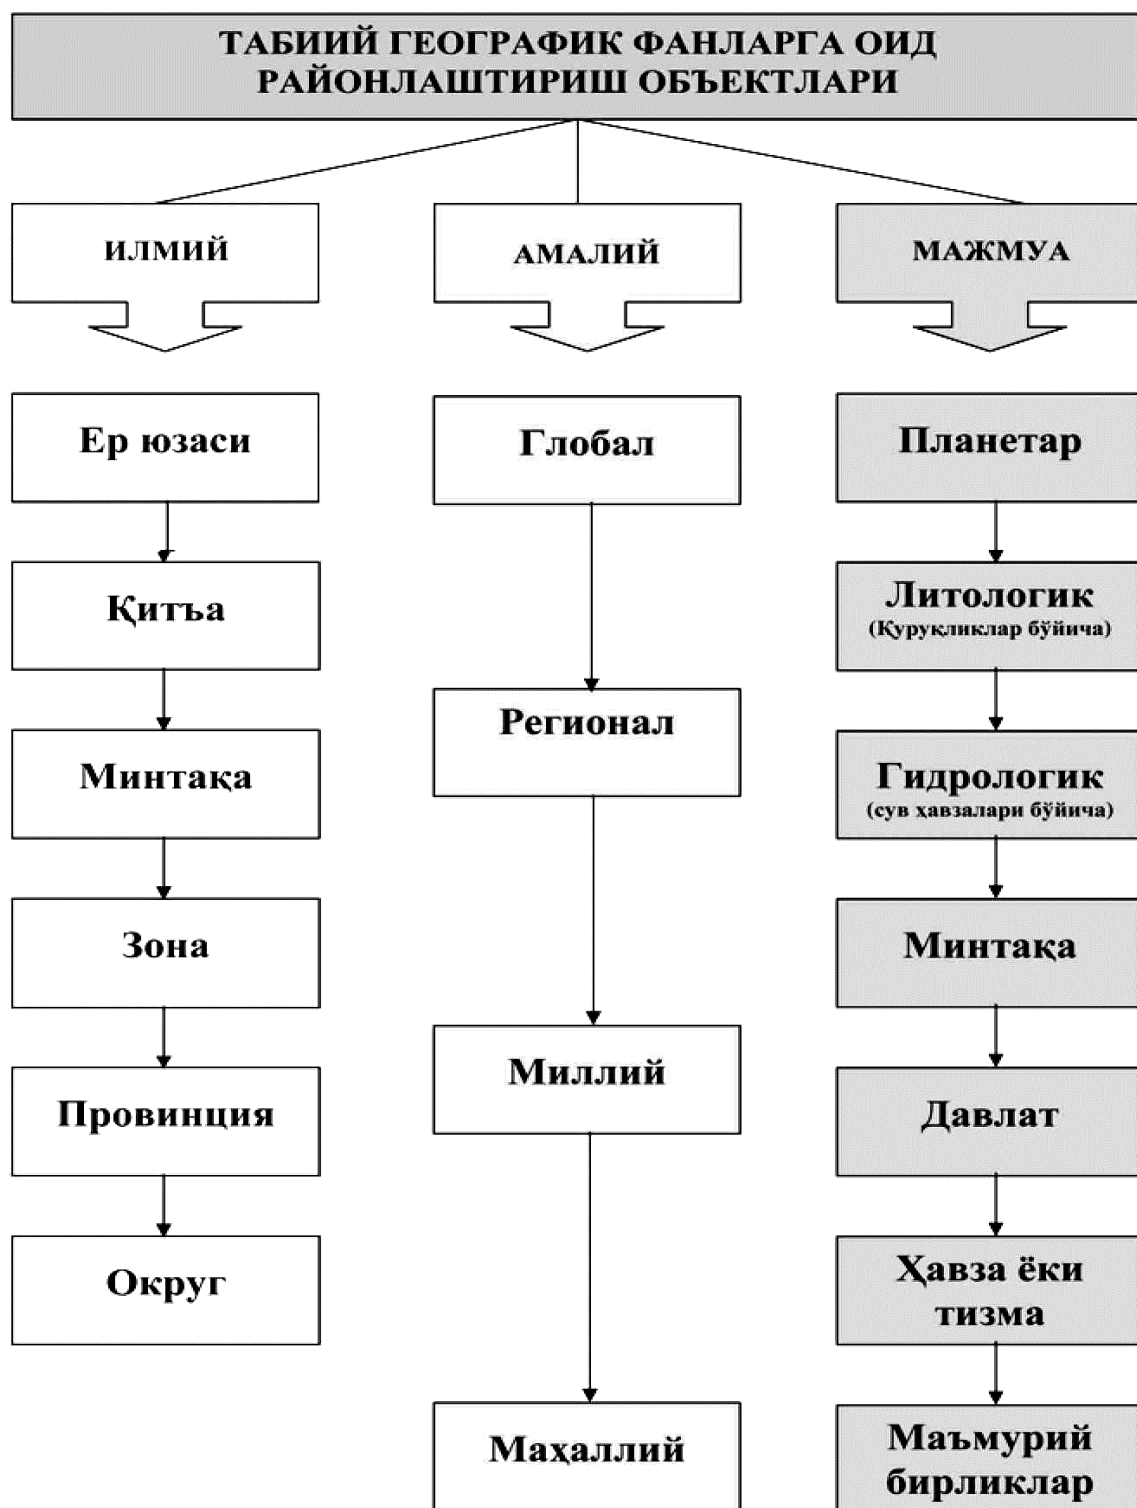 ТАБИИЙ ГЕОГРАФИК ФАНЛАРГА ОИД
РАЙОНЛАШТИРИШ ОБЪЕКТЛАРИ
ИЛМИЙ
АМАЛИЙ
МАЖМУА
Ер юзаси
Қитъа
Минтақа
Зона
Провинция
Округ
Глобал
Регионал
Миллий
Маҳаллий
Планетар
Литологик
(Қуруқликлар бўйича)
Гидрологик
(сув ҳавзалари бўйича)
Минтақа
Давлат
Ҳавза ёки
тизма
Маъмурий
бирликлар